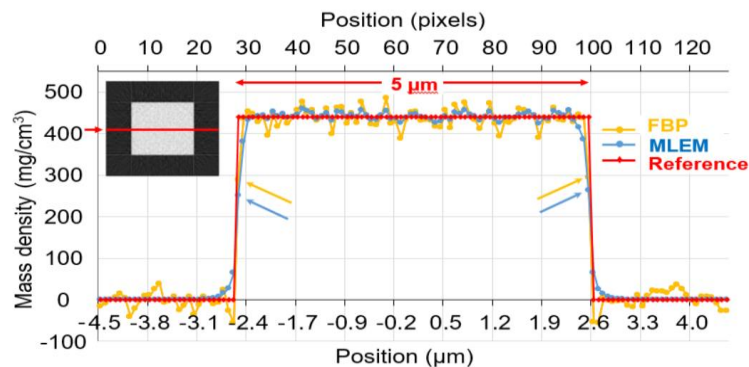 Position (pixels)
0 10 20 30 40 50 60 70 80 90 100 110 120
Mass density (mg/cm³)
500
400
300
200
100
0
-100
5 µm
FBP
MLEM
Reference
-4.5 -3.8 -3.1 -2.4 -1.7 -0.9 -0.2 0.5 1.2 1.9 2.6 3.3 4.0
Position (µm)